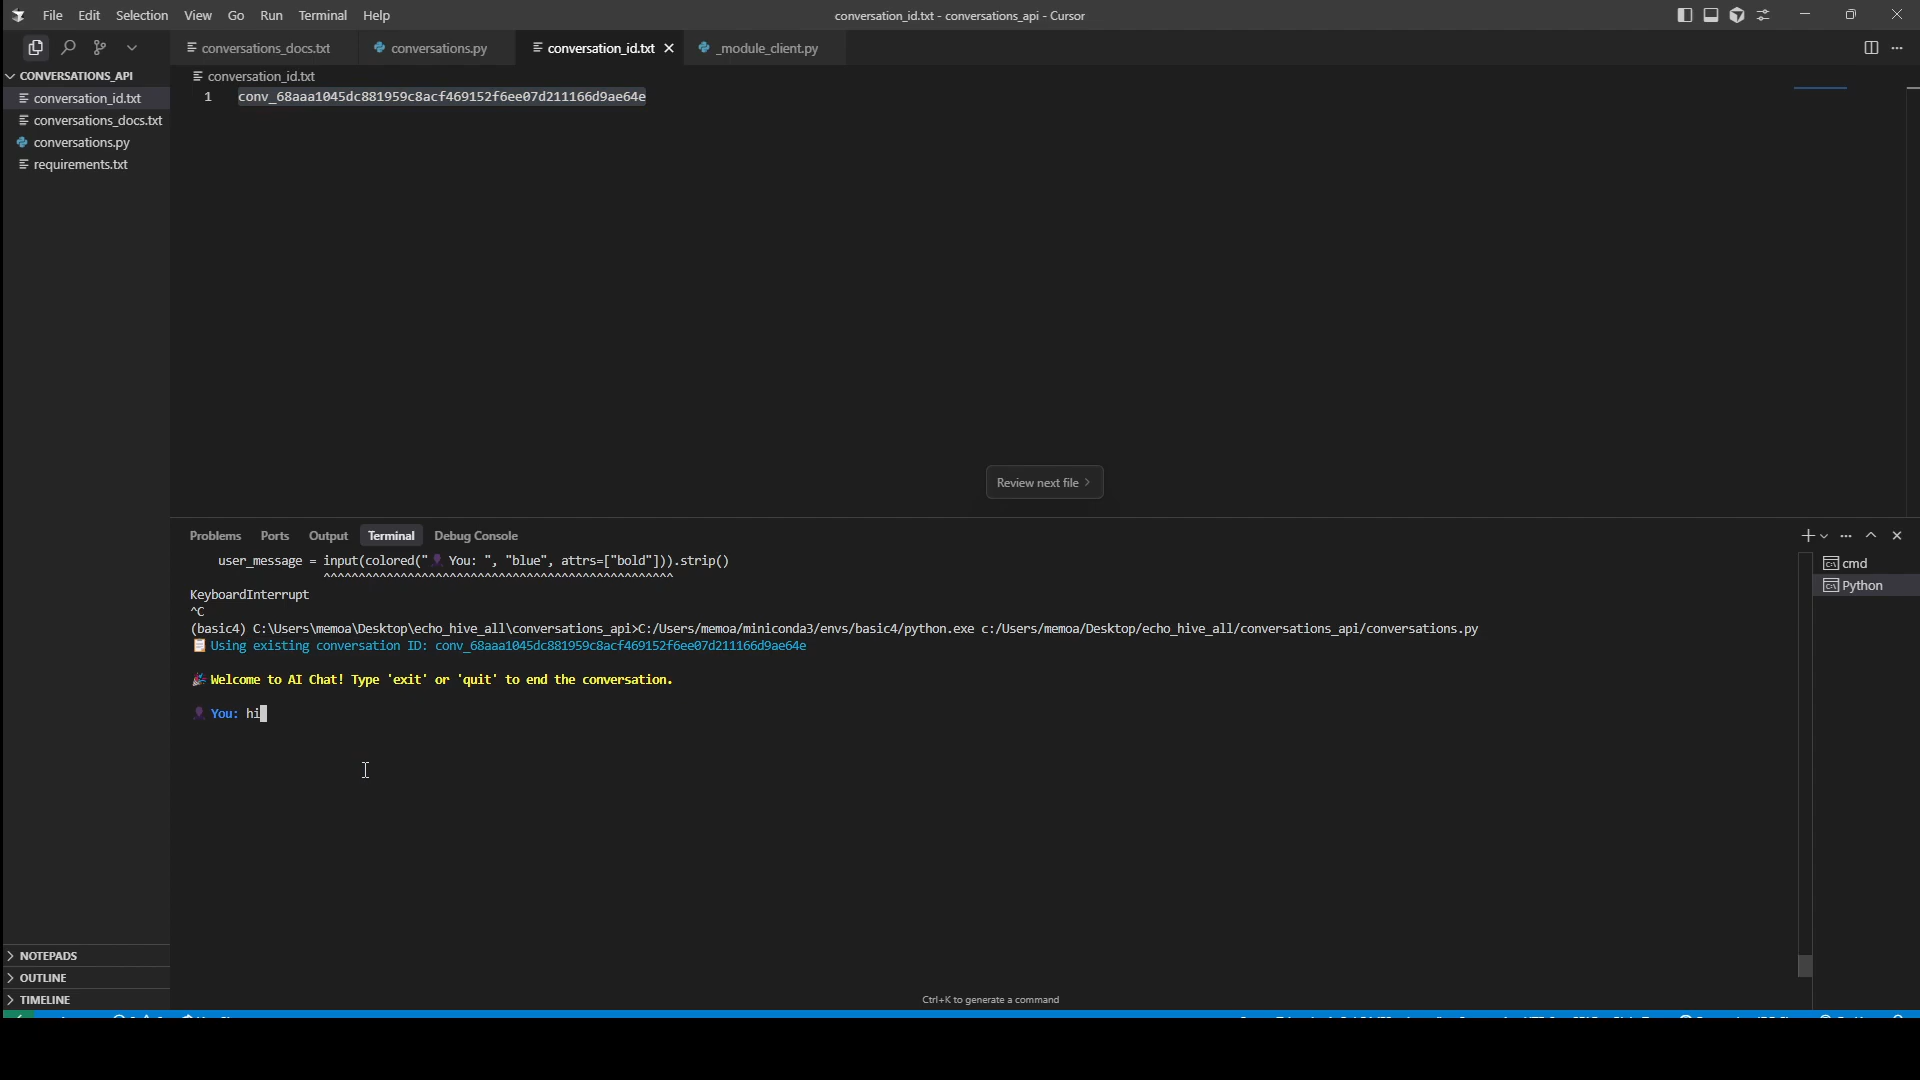 File Edit Selection View Go Run Terminal Help
conversation_id.txt - conversations_api - Cursor
conversations_docs.txt
conversations.py
conversation_id.txt
_module_client.py
CONVERSATIONS_API
conversation_id.txt
conversations_docs.txt
conversations.py
requirements.txt
conversation_id.txt
1 conv_68aaa1045dc881959c8acf469152f6ee07d211166d9ae64e
Review next file
Problems Ports Output Terminal Debug Console
user_message = input(colored("👤 You: ", "blue", attrs=["bold"])).strip()
^^^^^^^^^^^^^^^^^^^^^^^^^^^^^^^^^^^^^^^^^^^^^^^^^^
KeyboardInterrupt
^C
(basic4) C:\Users\memoa\Desktop\echo_hive_all\conversations_api>C:/Users/memoa/miniconda3/envs/basic4/python.exe c:/Users/memoa/Desktop/echo_hive_all/conversations_api/conversations.py
📋 Using existing conversation ID: conv_68aaa1045dc881959c8acf469152f6ee07d211166d9ae64e
🎉 Welcome to AI Chat! Type 'exit' or 'quit' to end the conversation.
👤 You: hi
cmd
Python
Ctrl+K to generate a command
NOTEPADS
OUTLINE
TIMELINE